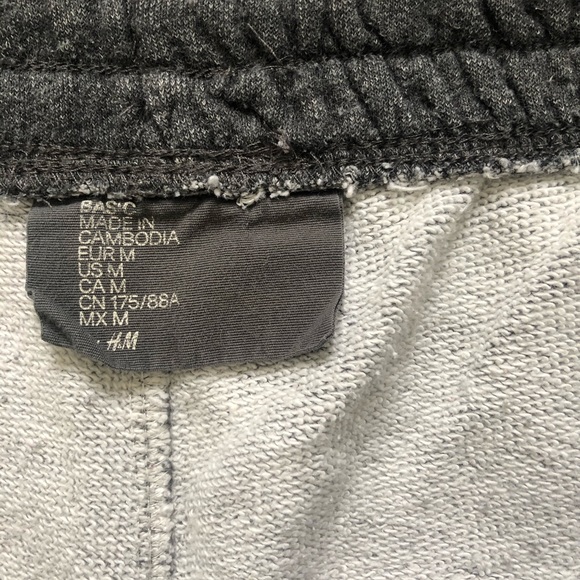 BASIC
MADE IN
CAMBODIA
EUR M
US M
CA M
CN 175/88A
MX M
H&M